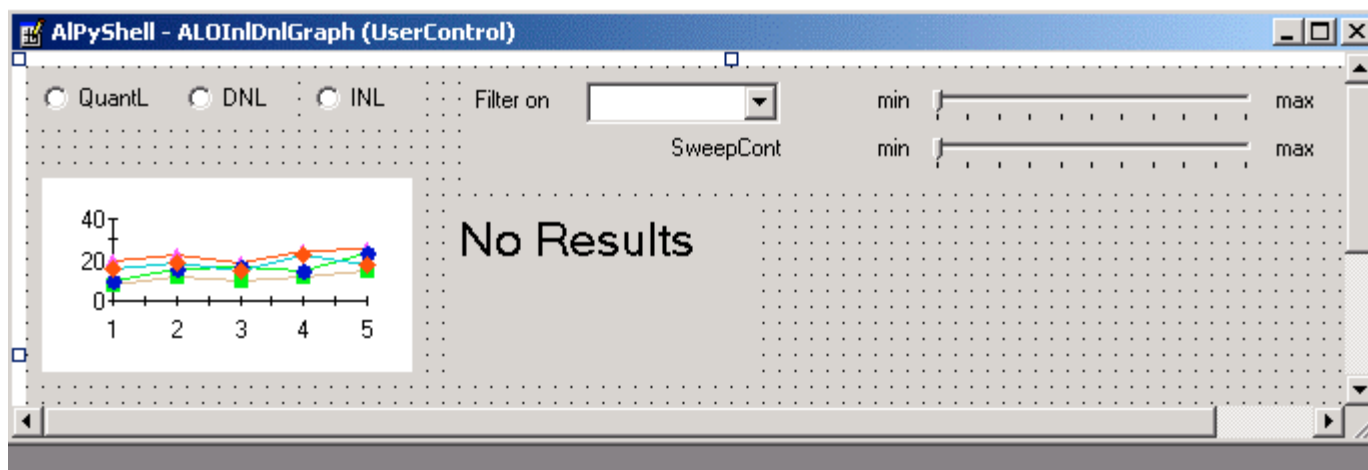 AlPyShell - ALOInlDnlGraph (UserControl)
QuantL DNL INL Filter on min max
SweepCont min max
No Results
40
20
0
1 2 3 4 5